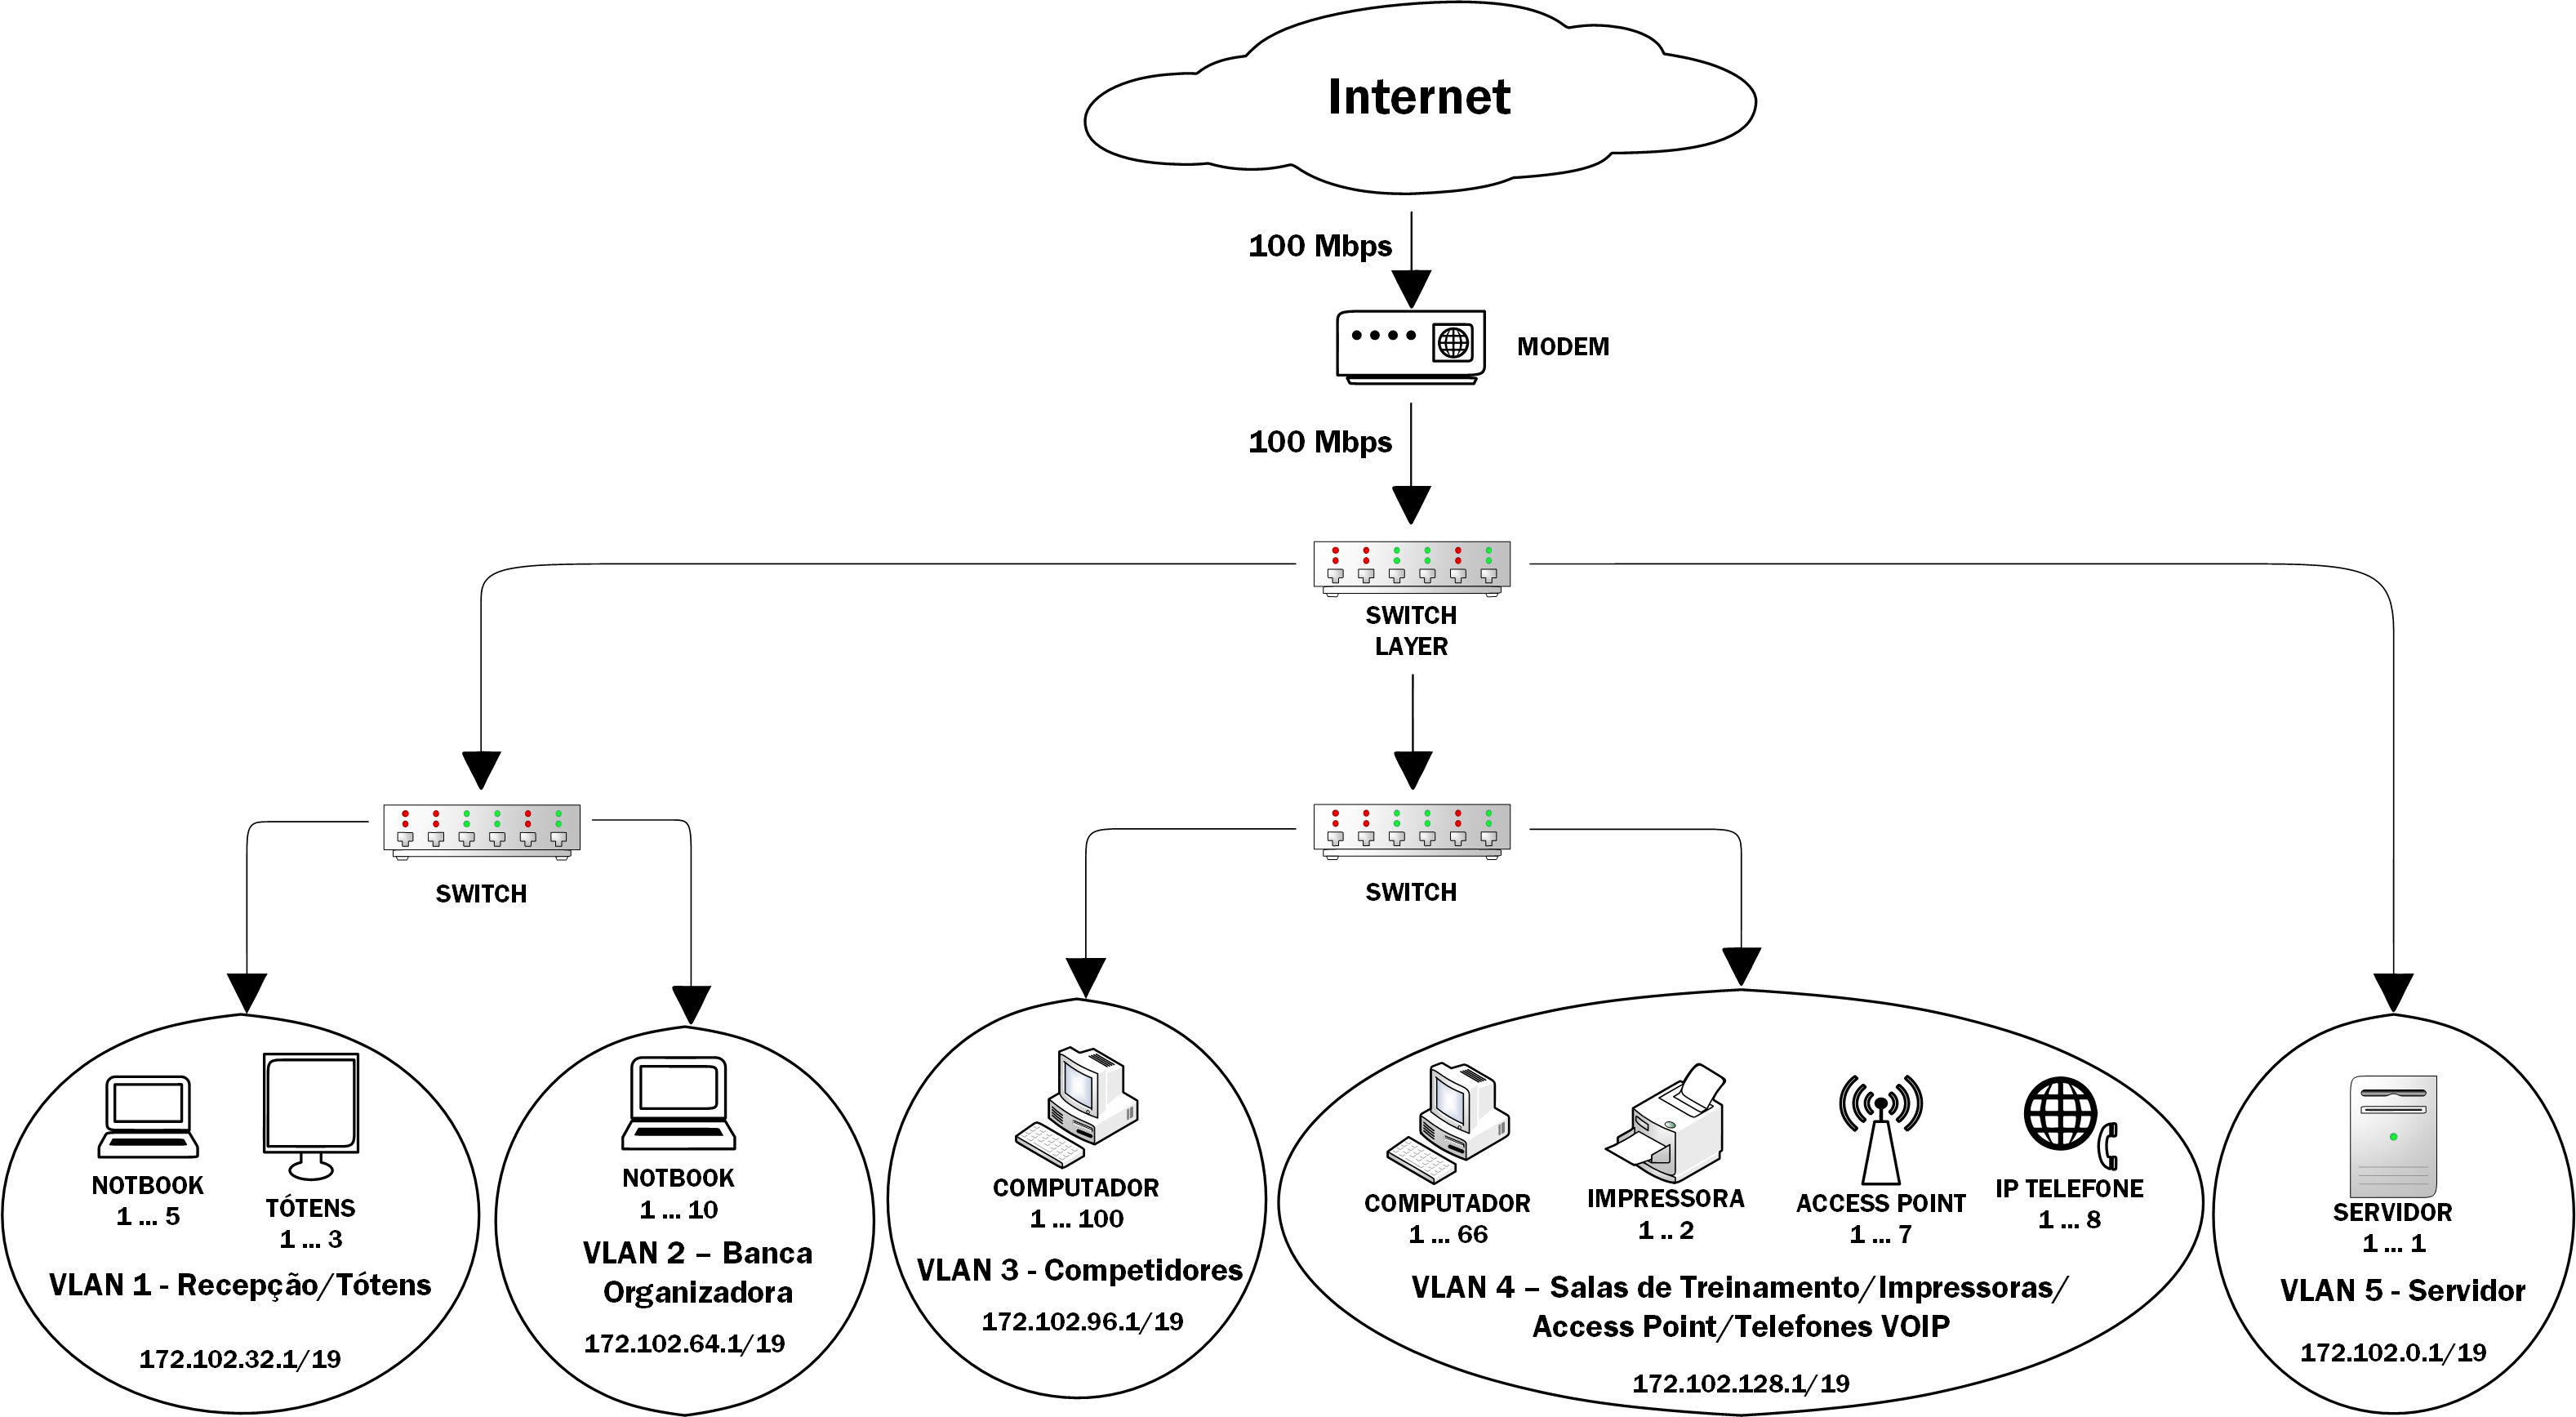 Internet
100 Mbps
MODEM
100 Mbps
SWITCH
LAYER
SWITCH
SWITCH
NOTBOOK
1 ... 5
TÓTENS
1 ... 3
VLAN 1 - Recepção/Tótens
172.102.32.1/19
NOTBOOK
1 ... 10
VLAN 2 – Banca
Organizadora
172.102.64.1/19
COMPUTADOR
1 ... 100
VLAN 3 - Competidores
172.102.96.1/19
COMPUTADOR
1 ... 66
IMPRESSORA
1 .. 2
ACCESS POINT
1 ... 7
IP TELEFONE
1 ... 8
VLAN 4 – Salas de Treinamento/Impressoras/
Access Point/Telefones VOIP
172.102.128.1/19
SERVIDOR
1 ... 1
VLAN 5 - Servidor
172.102.0.1/19